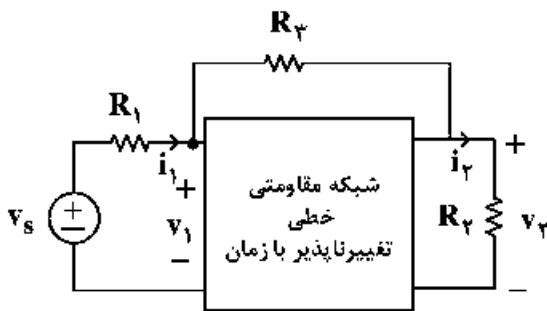 R۳
R۱
i۱
i۲
+
+
شبکه مقاومتی
خطی
تغییرناپذیر با زمان
+
−
vs
v۱
R۲
v۲
−
−